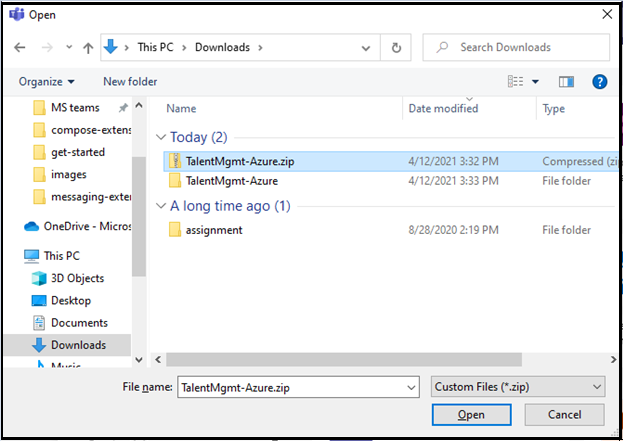 Open
This PC > Downloads >
Search Downloads
Organize
New folder
?
Name
Date modified
Type
MS teams
compose-exten
get-started
images
messaging-exter
OneDrive - Micros
This PC
3D Objects
Desktop
Documents
Downloads
Music
Today (2)
TalentMgmt-Azure.zip 4/12/2021 3:32 PM Compressed (zi
TalentMgmt-Azure 4/12/2021 3:33 PM File folder
A long time ago (1)
assignment 8/28/2020 2:19 PM File folder
File name: TalentMgmt-Azure.zip
Custom Files (*.zip)
Open
Cancel